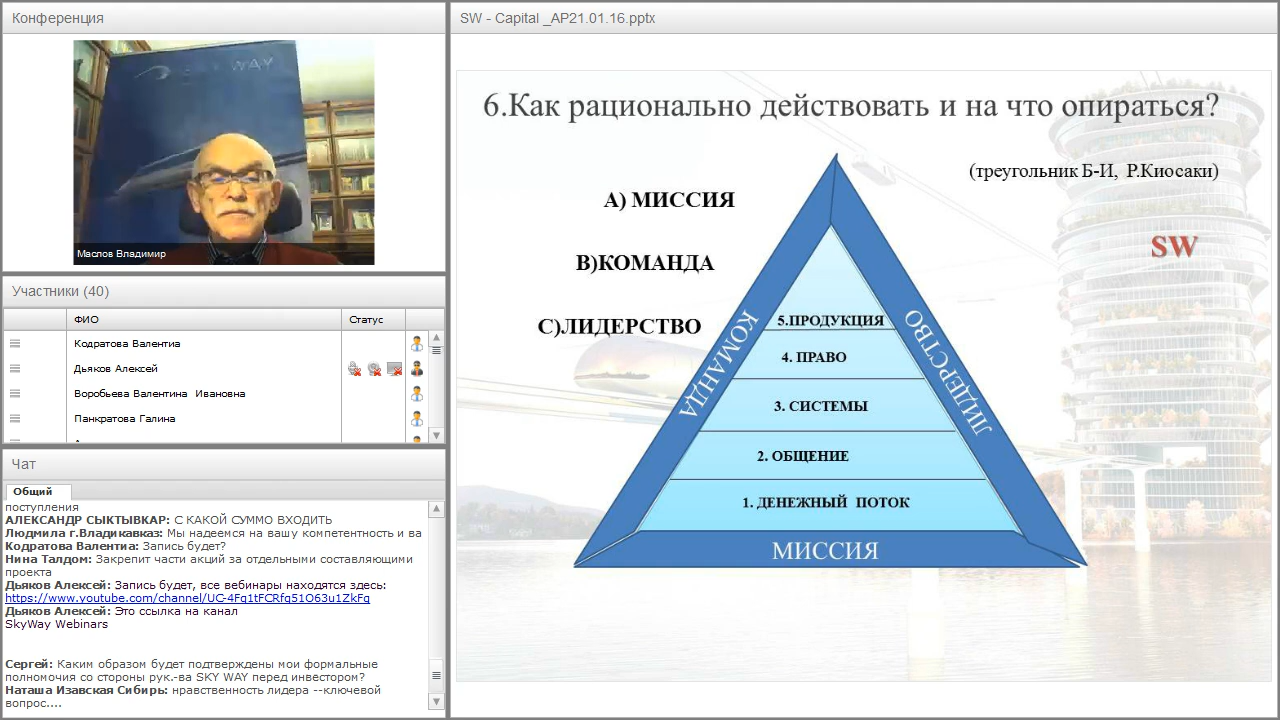 Конференция
SKY WAY
Маслов Владимир
Участники (40)
ФИО
Статус
Кодратова Валентиа
Дьяков Алексей
Воробьева Валентина Ивановна
Панкратова Галина
Чат
Общий
поступления
АЛЕКСАНДР СЫКТЫВКАР: С КАКОЙ СУММО ВХОДИТЬ
Людмила г.Владикавказ: Мы надеемся на вашу компетентность и ва
Кодратова Валентиа: Запись будет?
Нина Талдом: Закрепит части акций за отдельными составляющими
проекта
Дьяков Алексей: Запись будет, все вебинары находятся здесь:
https://www.youtube.com/channel/UC-4Fq1tFCRfq51O63u1ZkFg
Дьяков Алексей: Это ссылка на канал
SkyWay Webinars
Сергей: Каким образом будет подтверждены мои формальные
полномочия со стороны рук-ва SKY WAY перед инвестором?
Наташа Изавская Сибирь: нравственность лидера --ключевой
вопрос....
SW - Capital _AP21.01.16.pptx
6.Как рационально действовать и на что опираться?
(треугольник Б-И, Р.Киосаки)
SW
А) МИССИЯ
В)КОМАНДА
С)ЛИДЕРСТВО
КОМАНДА
ЛИДЕРСТВО
5.ПРОДУКЦИЯ
4. ПРАВО
3. СИСТЕМЫ
2. ОБЩЕНИЕ
1. ДЕНЕЖНЫЙ ПОТОК
МИССИЯ